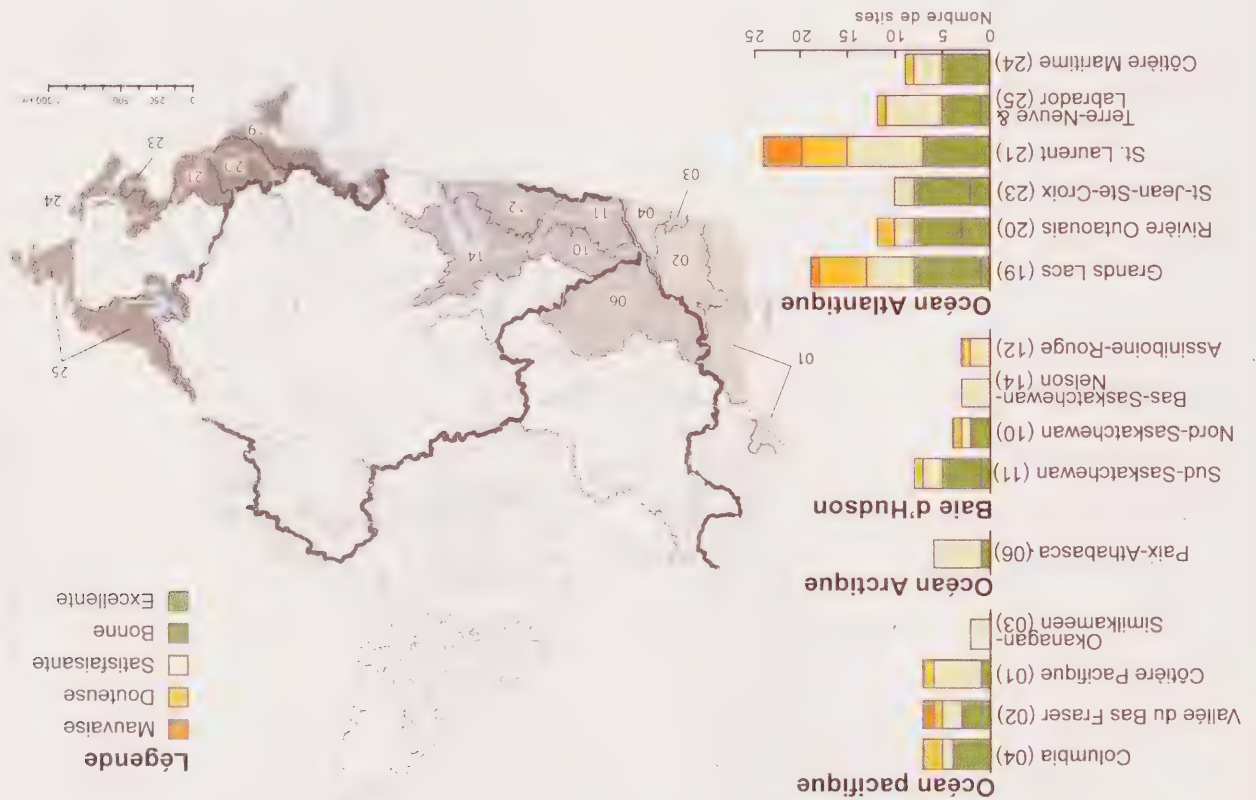 Océan pacifique
Columbia (04)
Vallée du Bas Fraser (02)
Côtière Pacifique (01)
Okanagan-
Similkameen (03)
Océan Arctique
Paix-Athabasca (06)
Baie d'Hudson
Sud-Saskatchewan (11)
Nord-Saskatchewan (10)
Bas-Saskatchewan-
Nelson (14)
Assiniboine-Rouge (12)
Océan Atlantique
Grands Lacs (19)
Rivière Outaouais (20)
St-Jean-Ste-Croix (23)
St. Laurent (21)
Terre-Neuve &
Labrador (25)
Côtière Maritime (24)
0 5 10 15 20 25
Nombre de sites
Légende
Mauvaise
Douteuse
Satisfaisante
Bonne
Excellente
01
25
06
02
10
14
04
11
03
24
21
20
23
0 250 500